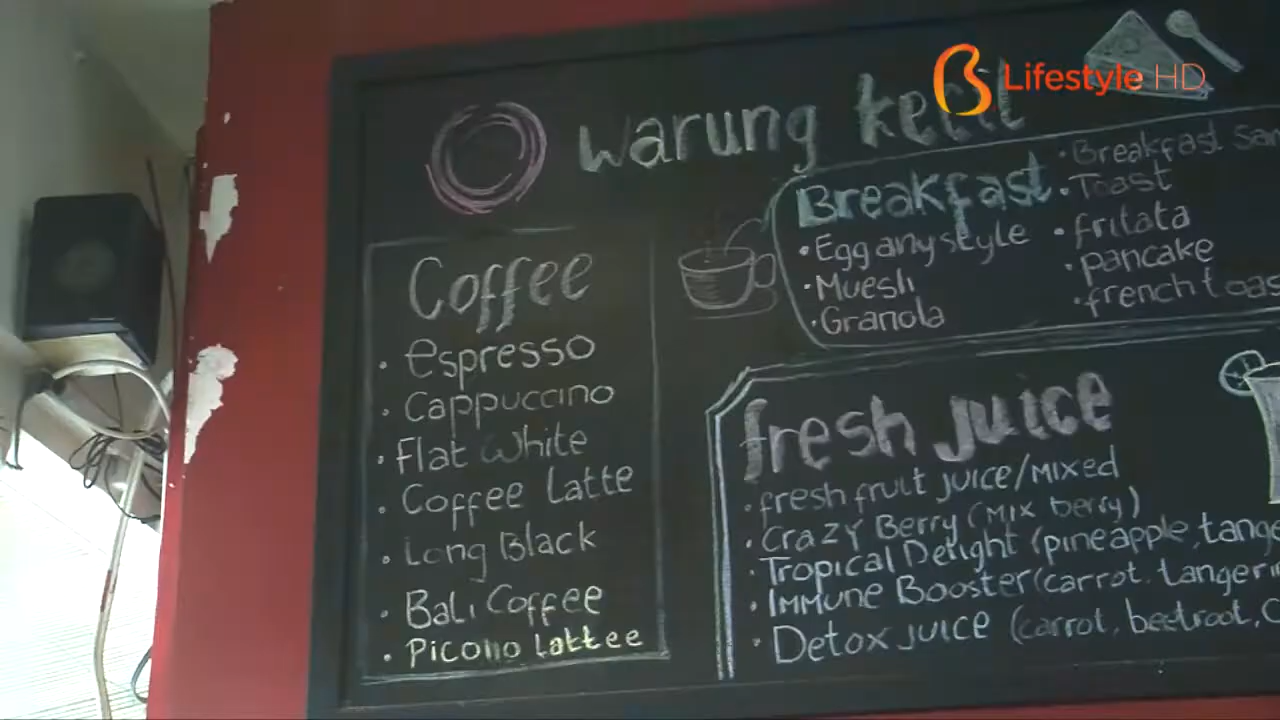 Lifestyle HD
warung kecil
Coffee
• Espresso
• Cappuccino
• Flat White
• Coffee Latte
• Long Black
• Bali Coffee
• Picollo Lattee
Breakfast
• Egg any style
• Muesli
• Granola
• Breakfast
• Toast
• fritata
• pancake
• french
fresh juice
• fresh fruit juice/mixed
• Crazy Berry (Mix berry)
• Tropical Delight (pineapple,
• Immune Booster (carrot.
• Detox juice (carrot, beetroot,